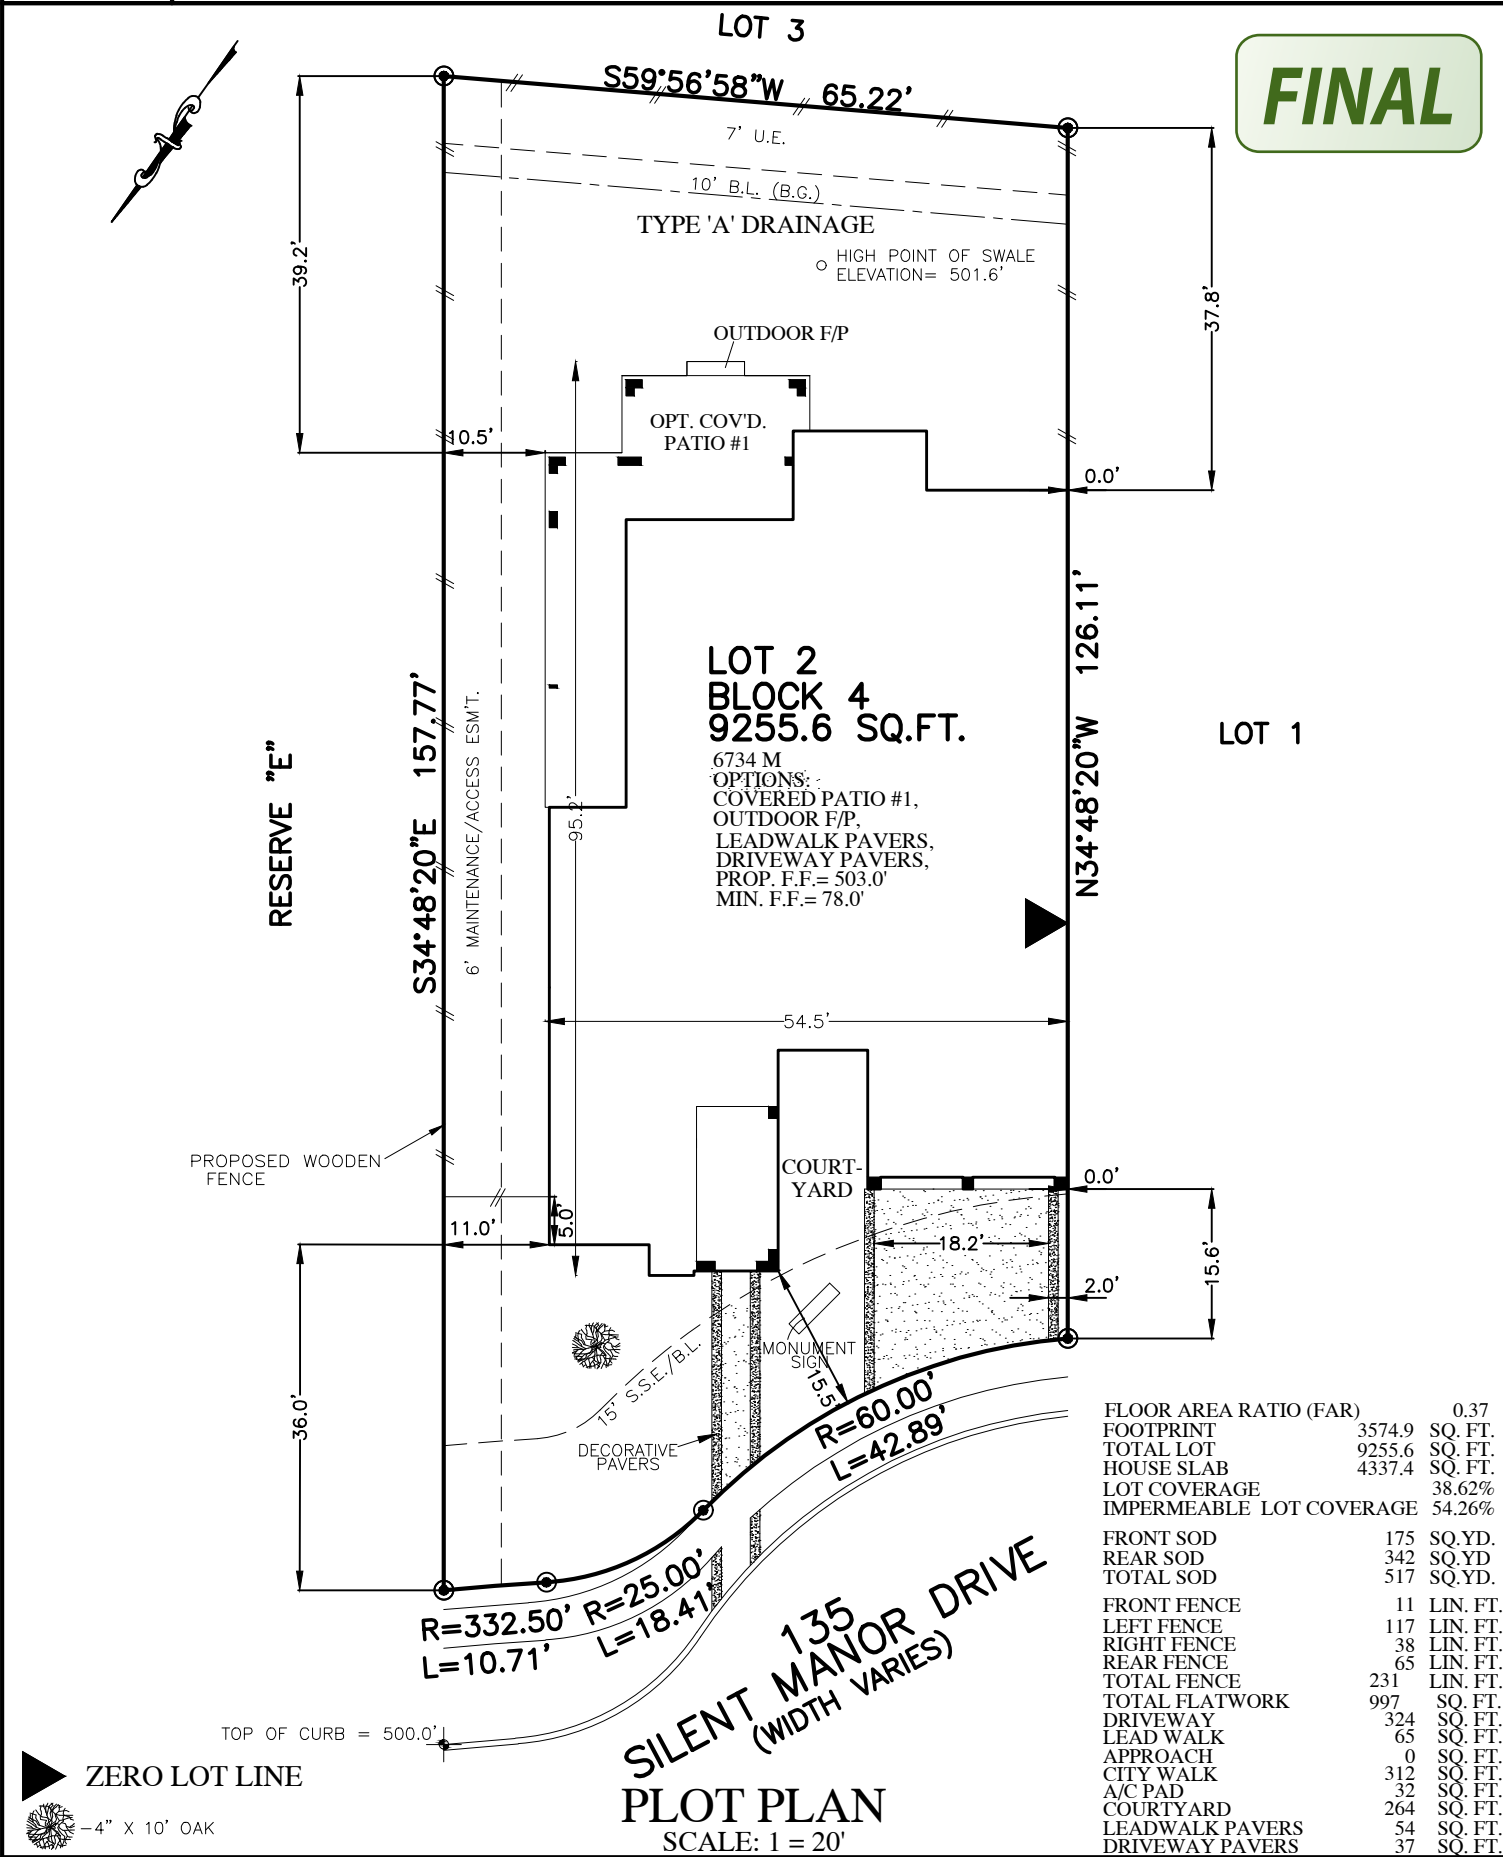 LOT 3
FINAL
S59°56'58"W 65.22'
7' U.E.
10' B.L. (B.G.)
TYPE 'A' DRAINAGE
HIGH POINT OF SWALE
ELEVATION= 501.6'
39.2'
37.8'
OUTDOOR F/P
OPT. COV'D.
PATIO #1
10.5'
0.0'
S34°48'20"E 157.77'
6' MAINTENANCE/ACCESS ESM'T.
RESERVE "E"
95.2'
LOT 2
BLOCK 4
9255.6 SQ.FT.
6734 M
OPTIONS:
COVERED PATIO #1,
OUTDOOR F/P,
LEADWALK PAVERS,
DRIVEWAY PAVERS,
PROP. F.F.= 503.0'
MIN. F.F.= 78.0'
N34°48'20"W 126.11'
LOT 1
54.5'
PROPOSED WOODEN
FENCE
COURT-
YARD
0.0'
11.0'
5.0'
18.2'
15.6'
2.0'
36.0'
15' S.S.E./B.L.
MONUMENT
SIGN
15.5'
DECORATIVE
PAVERS
R=60.00'
L=42.89'
R=25.00'
L=18.41'
R=332.50'
L=10.71'
135
SILENT MANOR DRIVE
(WIDTH VARIES)
TOP OF CURB = 500.0'
ZERO LOT LINE
4" X 10' OAK
PLOT PLAN
SCALE: 1 = 20'
FLOOR AREA RATIO (FAR) 0.37
FOOTPRINT 3574.9 SQ. FT.
TOTAL LOT 9255.6 SQ. FT.
HOUSE SLAB 4337.4 SQ. FT.
LOT COVERAGE 38.62%
IMPERMEABLE LOT COVERAGE 54.26%
FRONT SOD 175 SQ.YD.
REAR SOD 342 SQ.YD
TOTAL SOD 517 SQ.YD.
FRONT FENCE 11 LIN. FT.
LEFT FENCE 117 LIN. FT.
RIGHT FENCE 38 LIN. FT.
REAR FENCE 65 LIN. FT.
TOTAL FENCE 231 LIN. FT.
TOTAL FLATWORK 997 SQ. FT.
DRIVEWAY 324 SQ. FT.
LEAD WALK 65 SQ. FT.
APPROACH 0 SQ. FT.
CITY WALK 312 SQ. FT.
A/C PAD 32 SQ. FT.
COURTYARD 264 SQ. FT.
LEADWALK PAVERS 54 SQ. FT.
DRIVEWAY PAVERS 37 SQ. FT.